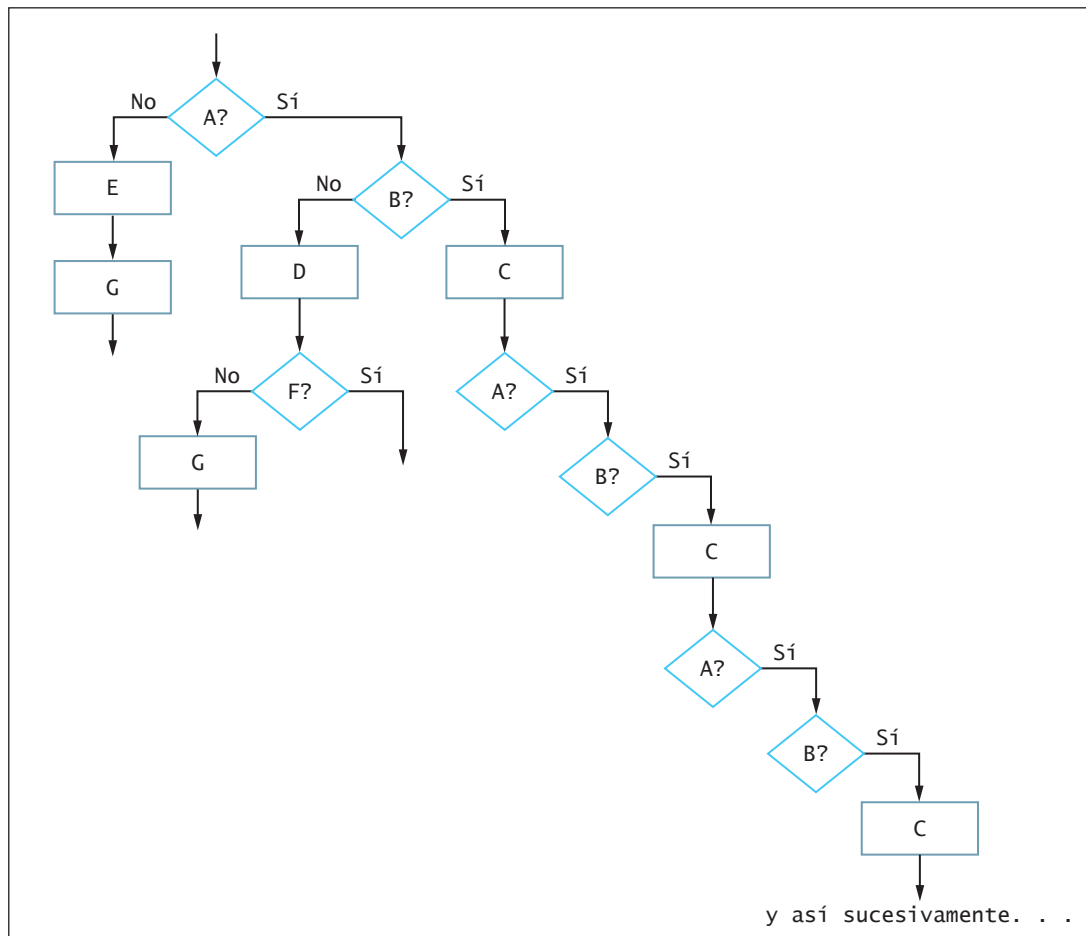 No
A?
Sí
E
No
B?
Sí
D
C
G
No
F?
Sí
A?
Sí
G
B?
Sí
C
A?
Sí
B?
Sí
C
y así sucesivamente. . .